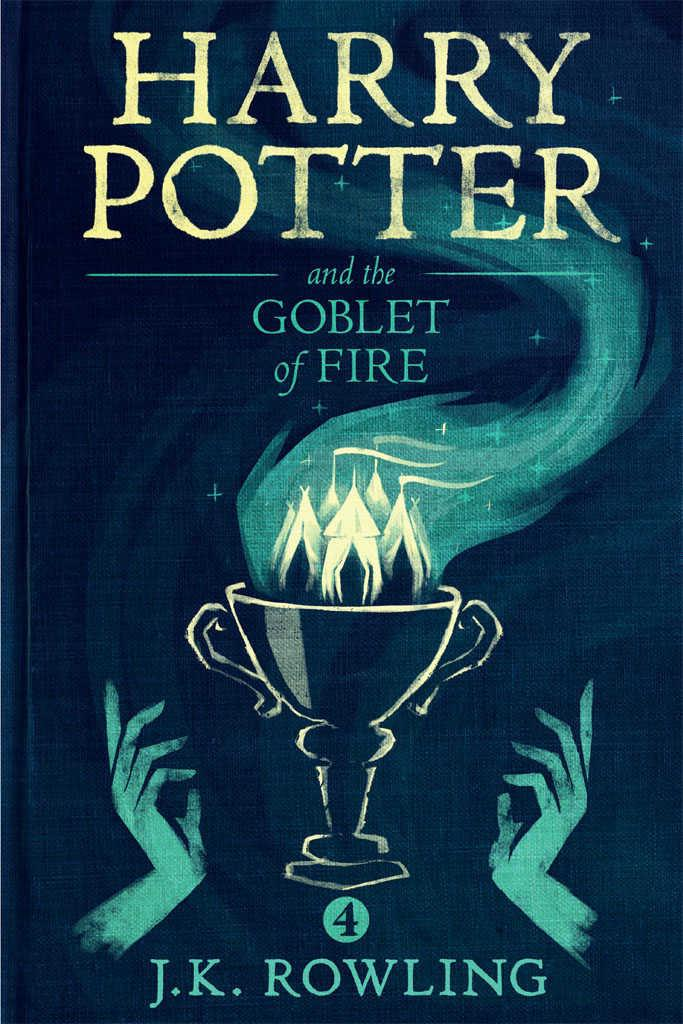 HARRY
POTTER
and the
GOBLET
of FIRE
4
J.K. ROWLING